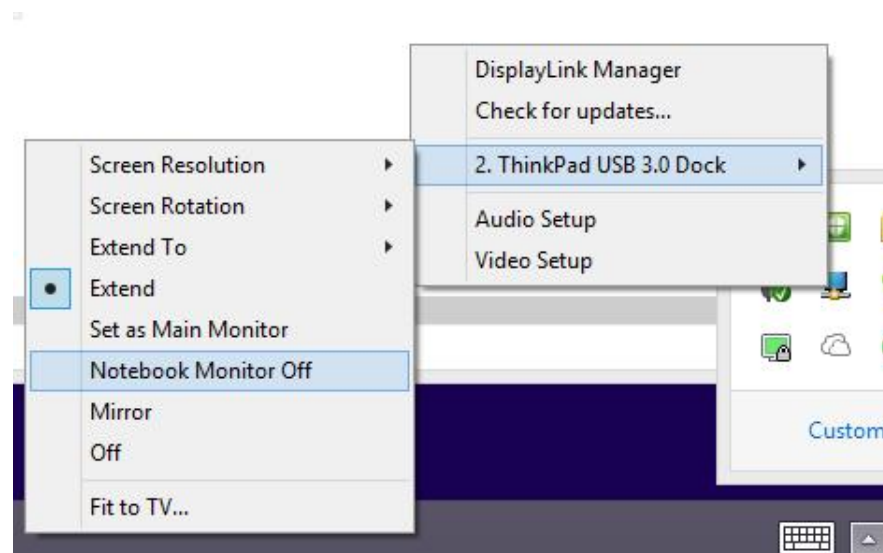 DisplayLink Manager
Check for updates...
2. ThinkPad USB 3.0 Dock
Audio Setup
Video Setup
Screen Resolution
Screen Rotation
Extend To
Extend
Set as Main Monitor
Notebook Monitor Off
Mirror
Off
Fit to TV...
Custom